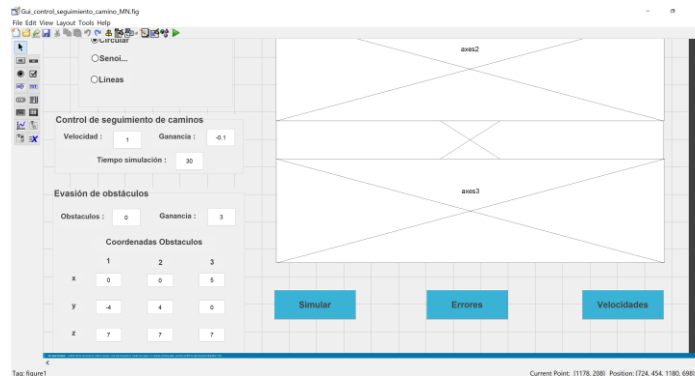 Gui_control_seguimiento_camino_MN.fig
File Edit View Layout Tools Help
Circular
Senoi...
Líneas
axes2
Control de seguimiento de caminos
Velocidad : 1 Ganancia : -0.1
Tiempo simulación : 30
axes3
Evasión de obstáculos
Obstaculos : 0 Ganancia : 3
Coordenadas Obstaculos
1 2 3
x 0 0 5
y -4 4 0
z 7 7 7
Simular Errores Velocidades
Tag: figure1 Current Point: [1178, 208] Position: [724, 454, 1180, 698]